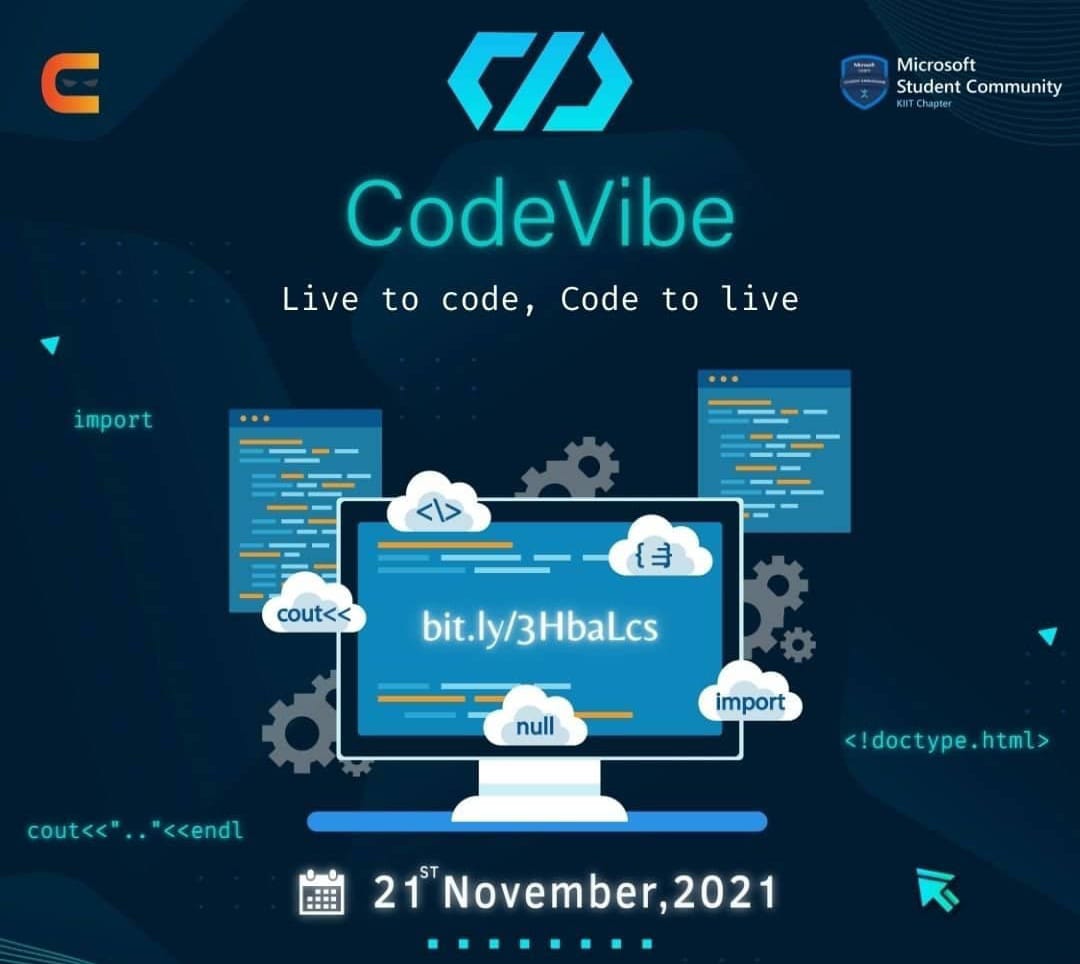 Microsoft
Student Community
KIIT Chapter
CodeVibe
Live to code, Code to live
import
<\>
{ }
cout<<
bit.ly/3HbaLcs
import
null
<!doctype.html>
cout<<".."<<endl
21ST November,2021